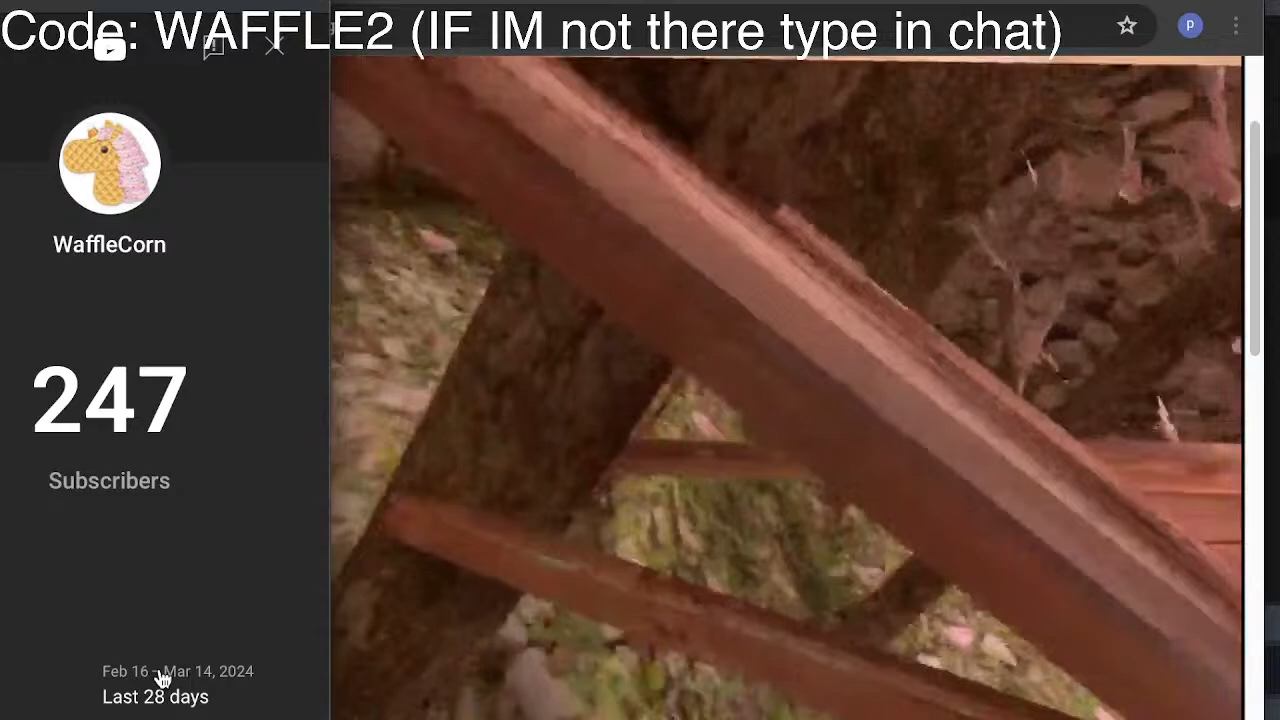 Code: WAFFLE2 (IF IM not there type in chat)
P
WaffleCorn
247
Subscribers
Feb 16 – Mar 14, 2024
Last 28 days